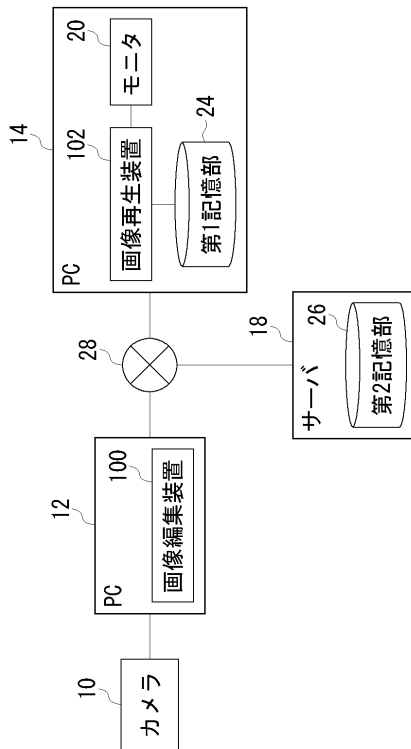 10
カメラ
12
PC
100
画像編集装置
28
14
PC
102
画像再生装置
20
モニタ
24
第1記憶部
18
サーバ
26
第2記憶部